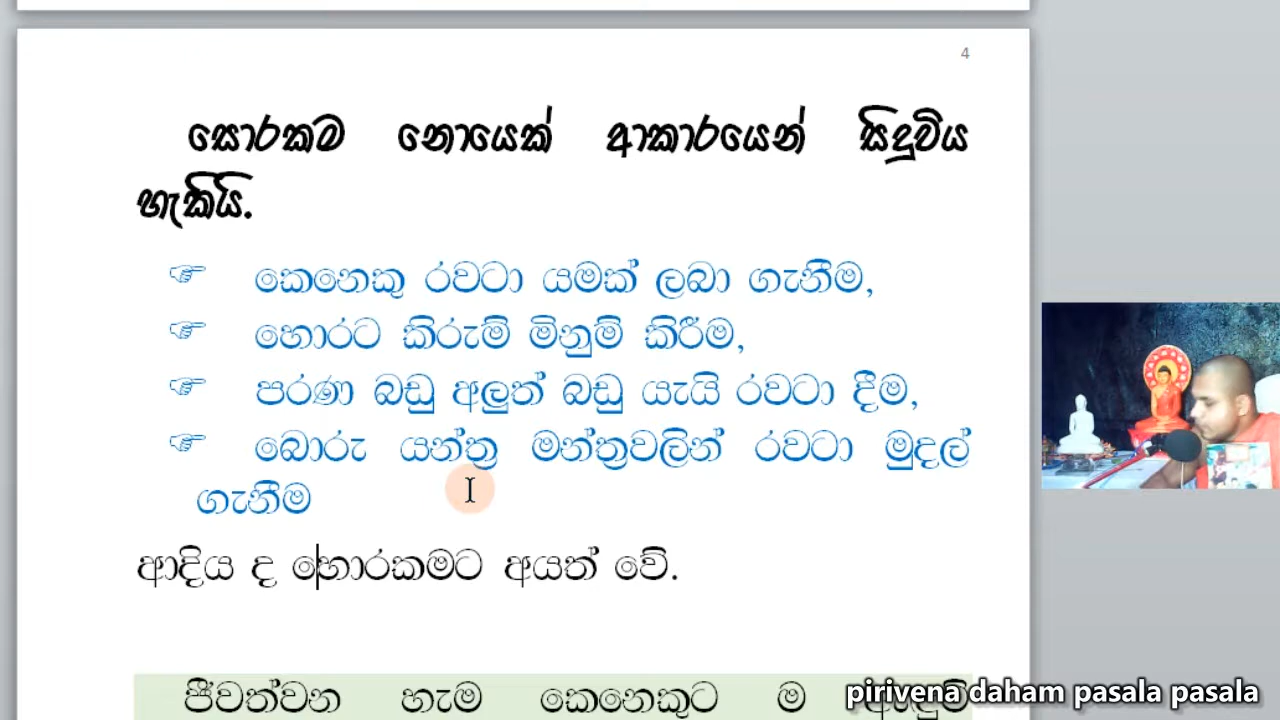 4
සොරකම නොයෙක් ආකාරයෙන් සිදුවිය
හැකියි.
☞ කෙනෙකු රවටා යමක් ලබා ගැනීම,
☞ හොරට කිරුම් මිනුම් කිරීම,
☞ පරණ බඩු අලුත් බඩු යැයි රවටා දීම,
☞ බොරු යන්ත්‍ර මන්ත්‍රවලින් රවටා මුදල්
ගැනීම
ආදිය ද හොරකමට අයත් වේ.
ජීවත්වන හැම කෙනෙකුට ම
pirivena daham pasala pasala